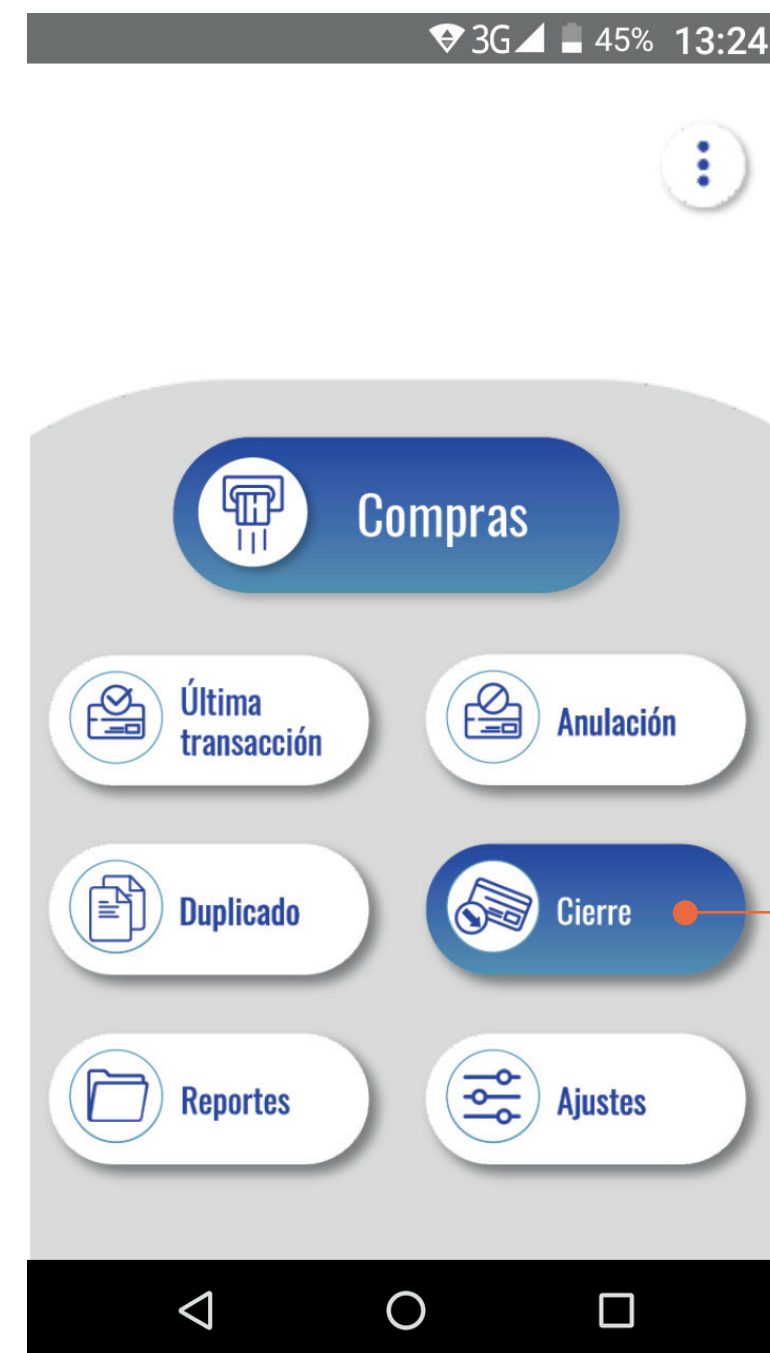 3G 45% 13:24
Compras
Última
transacción
Anulación
Duplicado
Cierre
Reportes
Ajustes